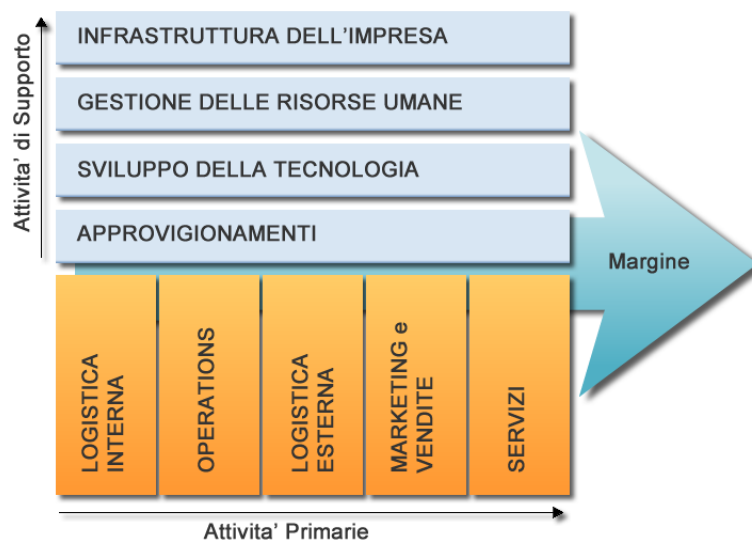 Attivita' di Supporto
INFRASTRUTTURA DELL'IMPRESA
GESTIONE DELLE RISORSE UMANE
SVILUPPO DELLA TECNOLOGIA
APPROVIGIONAMENTI
Margine
LOGISTICA
INTERNA
OPERATIONS
LOGISTICA
ESTERNA
MARKETING e
VENDITE
SERVIZI
Attivita' Primarie